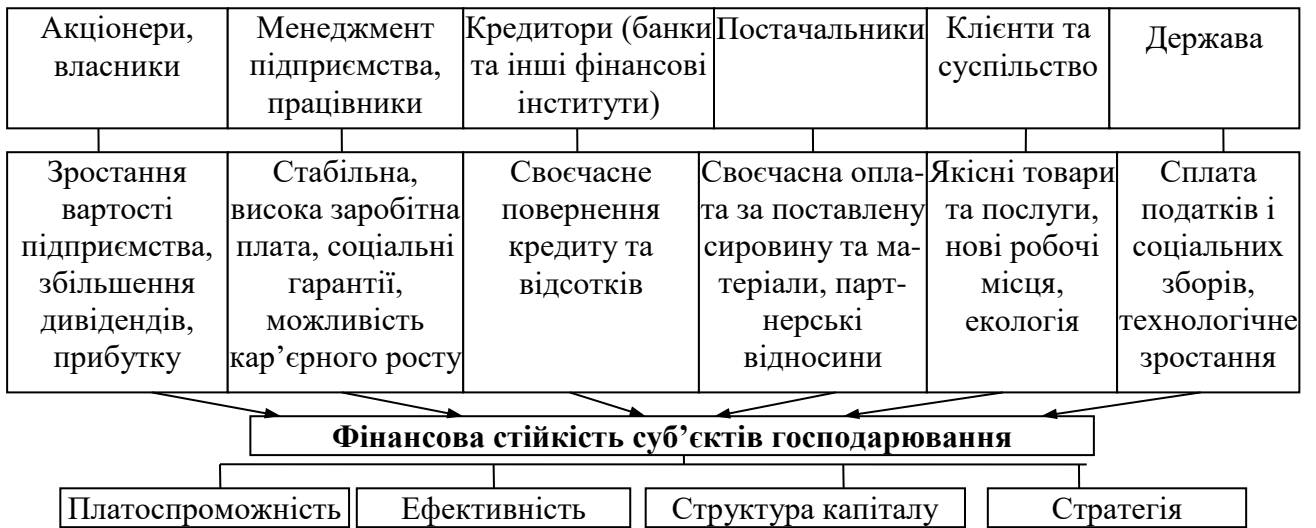 Акціонери,
власники
Менеджмент
підприємства,
працівники
Кредитори (банки
та інші фінансові
інститути)
Постачальники
Клієнти та
суспільство
Держава
Зростання
вартості
підприємства,
збільшення
дивідендів,
прибутку
Стабільна,
висока заробітна
плата, соціальні
гарантії,
можливість
кар’єрного росту
Своєчасне
повернення
кредиту та
відсотків
Своєчасна опла-
та за поставлену
сировину та ма-
теріали, парт-
нерські
відносини
Якісні товари
та послуги,
нові робочі
місця,
екологія
Сплата
податків і
соціальних
зборів,
технологічне
зростання
Фінансова стійкість суб’єктів господарювання
Платоспроможність
Ефективність
Структура капіталу
Стратегія